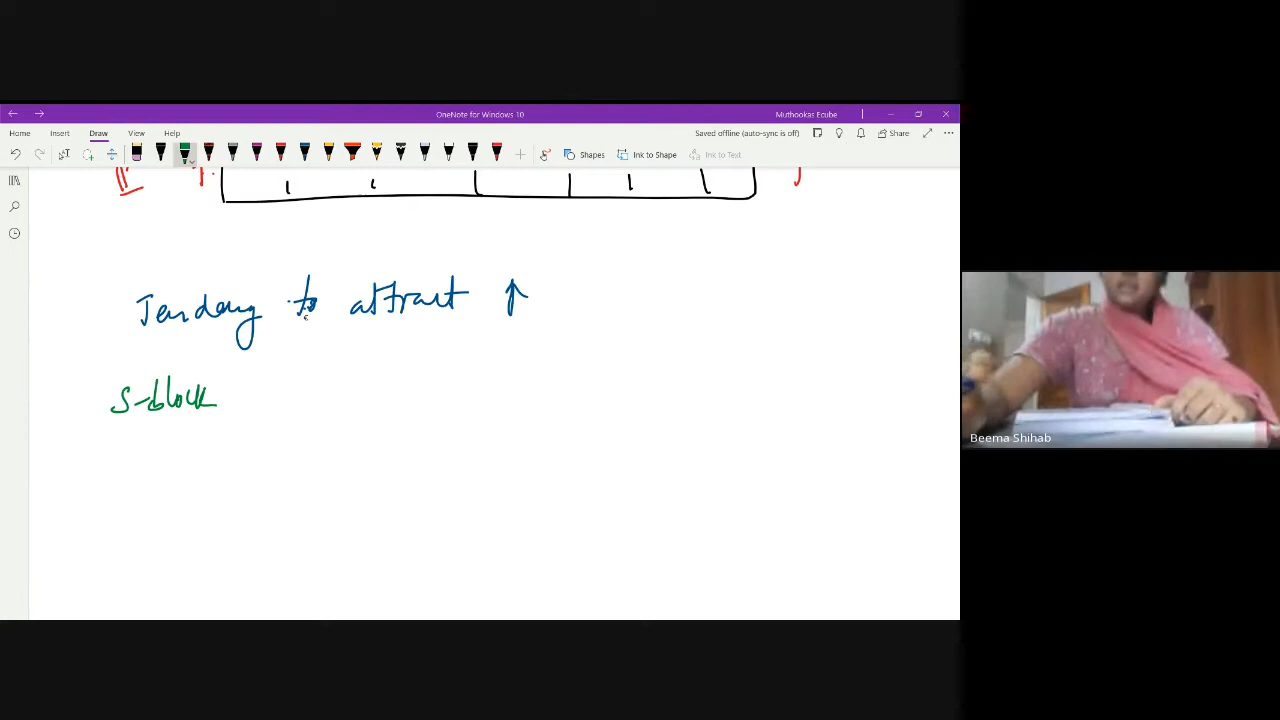 OneNote for Windows 10
Muthookas Ecube
Home Insert Draw View Help
Saved offline (auto-sync is off)
Share
Shapes
Ink to Shape
Ink to Text
Tendency to attract ↑
S-block
Beema Shihab